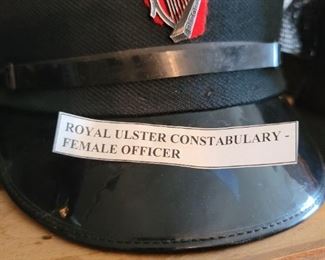 ROYAL ULSTER CONSTABULARY -
FEMALE OFFICER